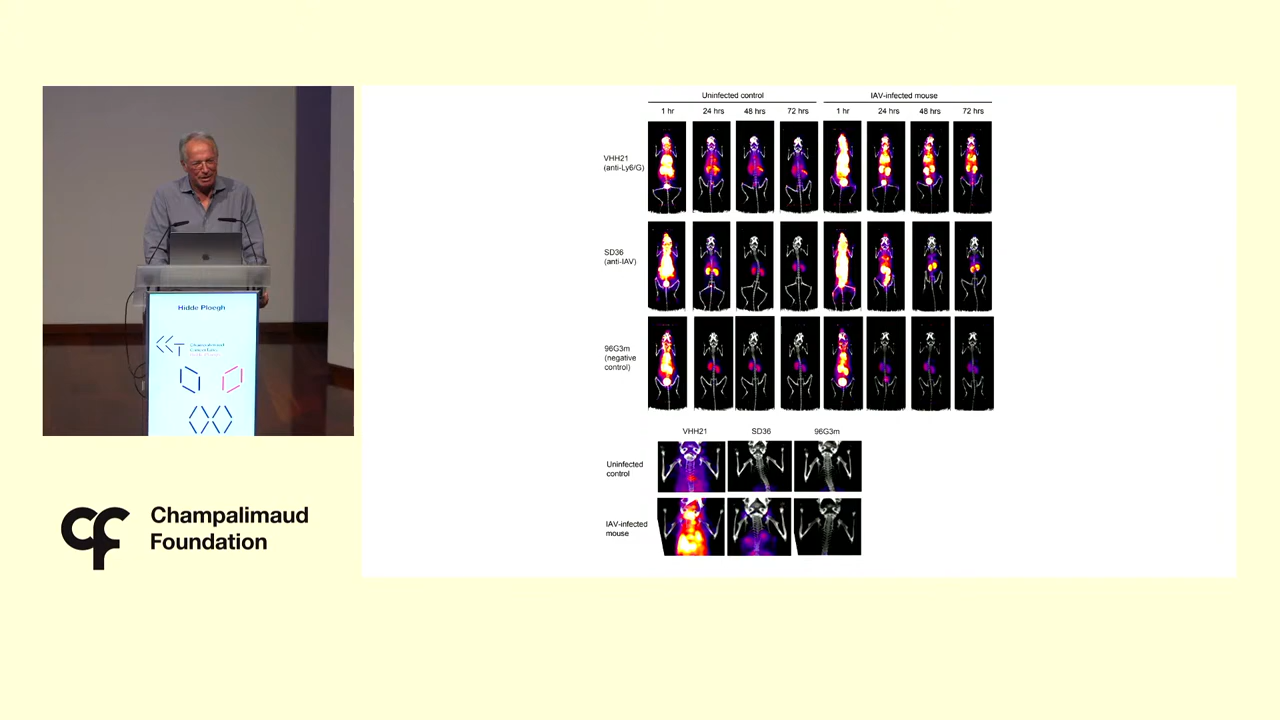 Uninfected control
IAV-infected mouse
1 hr 24 hrs 48 hrs 72 hrs 1 hr 24 hrs 48 hrs 72 hrs
VHH21
(anti-Ly6/G)
SD36
(anti-IAV)
96G3m
(negative
control)
VHH21 SD36 96G3m
Uninfected
control
IAV-infected
mouse
Hidde Ploegh
Champalimaud
Foundation